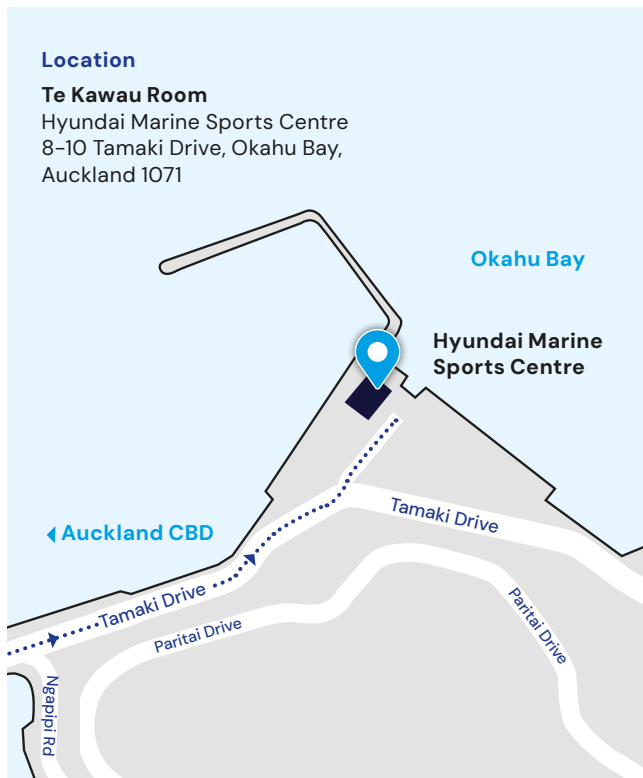 Location
Te Kawau Room
Hyundai Marine Sports Centre
8-10 Tamaki Drive, Okahu Bay,
Auckland 1071
Okahu Bay
Hyundai Marine
Sports Centre
Auckland CBD
Tamaki Drive
Tamaki Drive
Paritai Drive
Paritai Drive
Ngapipi Rd